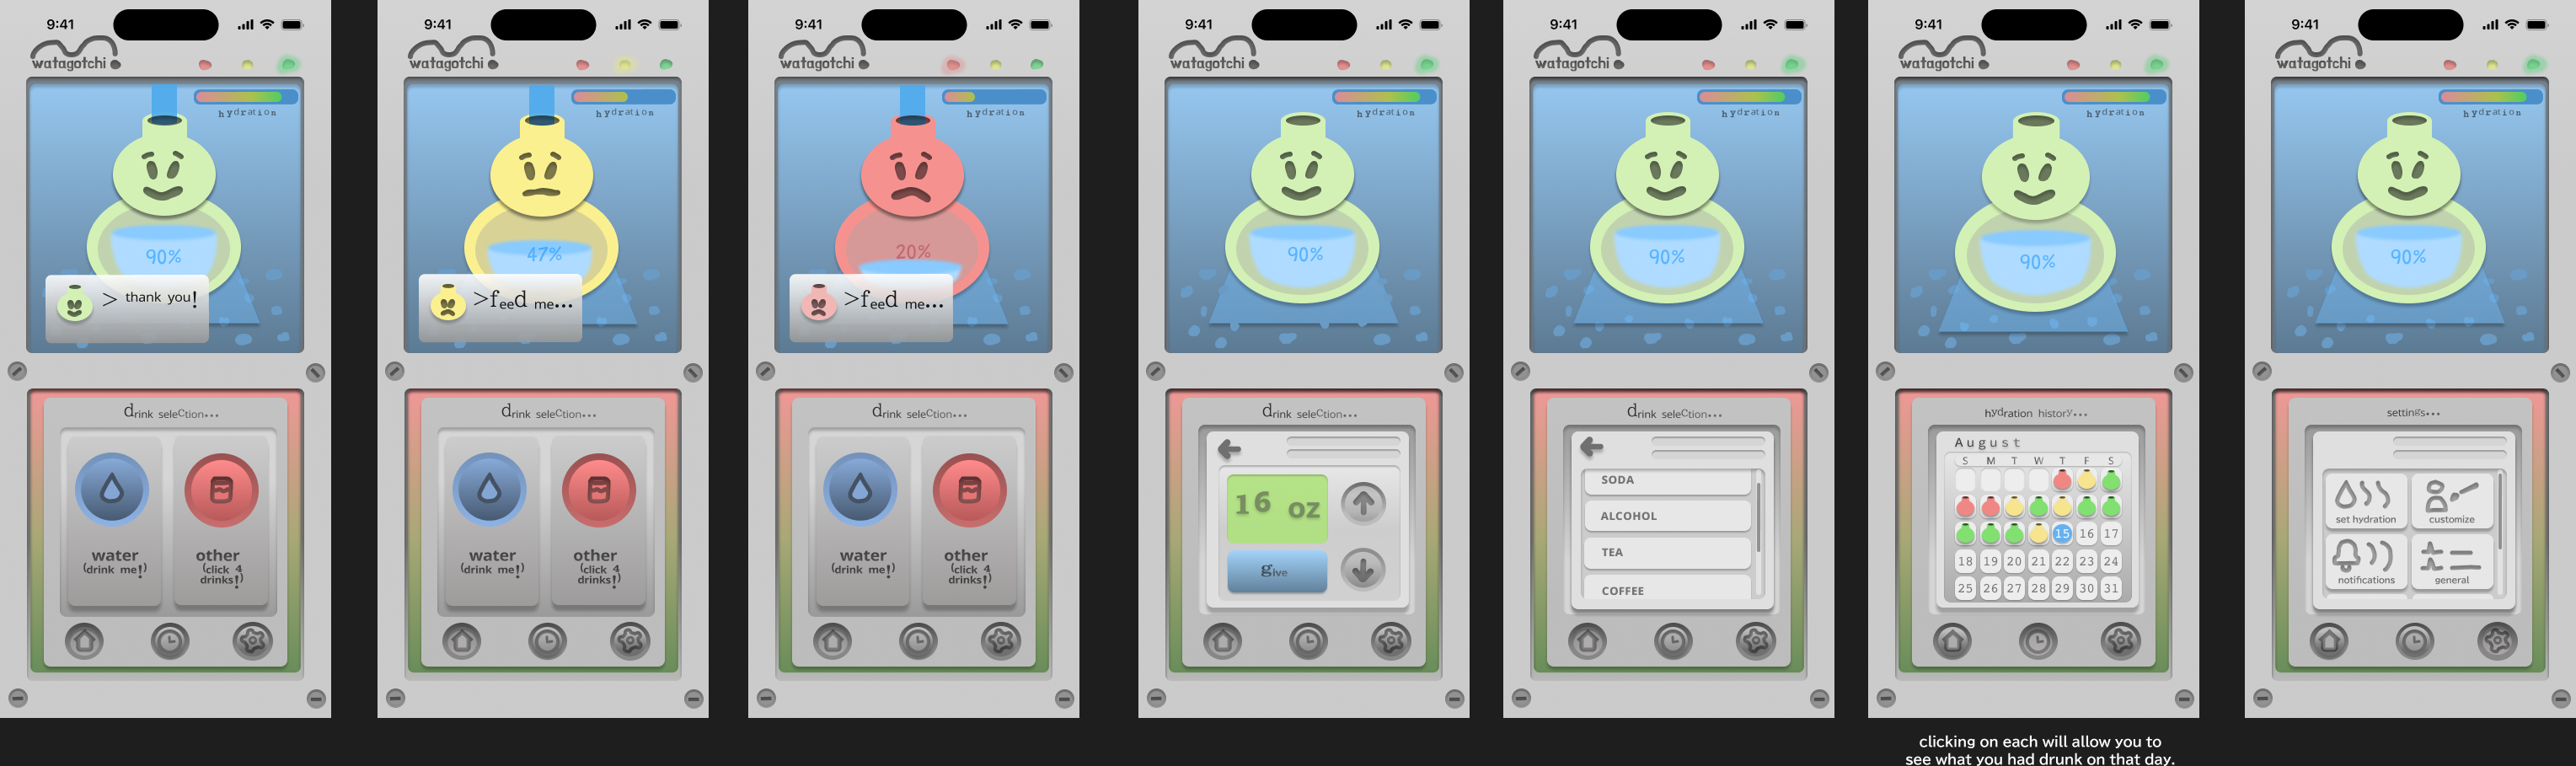 9:41
watagotchi
hydration
90%
> thank you!
drink selection...
water
(drink me!)
other
(click 4
drinks!)
9:41
watagotchi
hydration
47%
>feed me...
drink selection...
water
(drink me!)
other
(click 4
drinks!)
9:41
watagotchi
hydration
20%
>feed me...
drink selection...
water
(drink me!)
other
(click 4
drinks!)
9:41
watagotchi
hydration
90%
drink selection...
16 oz
give
9:41
watagotchi
hydration
90%
drink selection...
SODA
ALCOHOL
TEA
COFFEE
9:41
watagotchi
hydration
90%
hydration history...
August
S M T W T F S
15 16 17
18 19 20 21 22 23 24
25 26 27 28 29 30 31
clicking on each will allow you to
see what you had drunk on that day.
9:41
watagotchi
hydration
90%
settings...
set hydration
customize
notifications
general